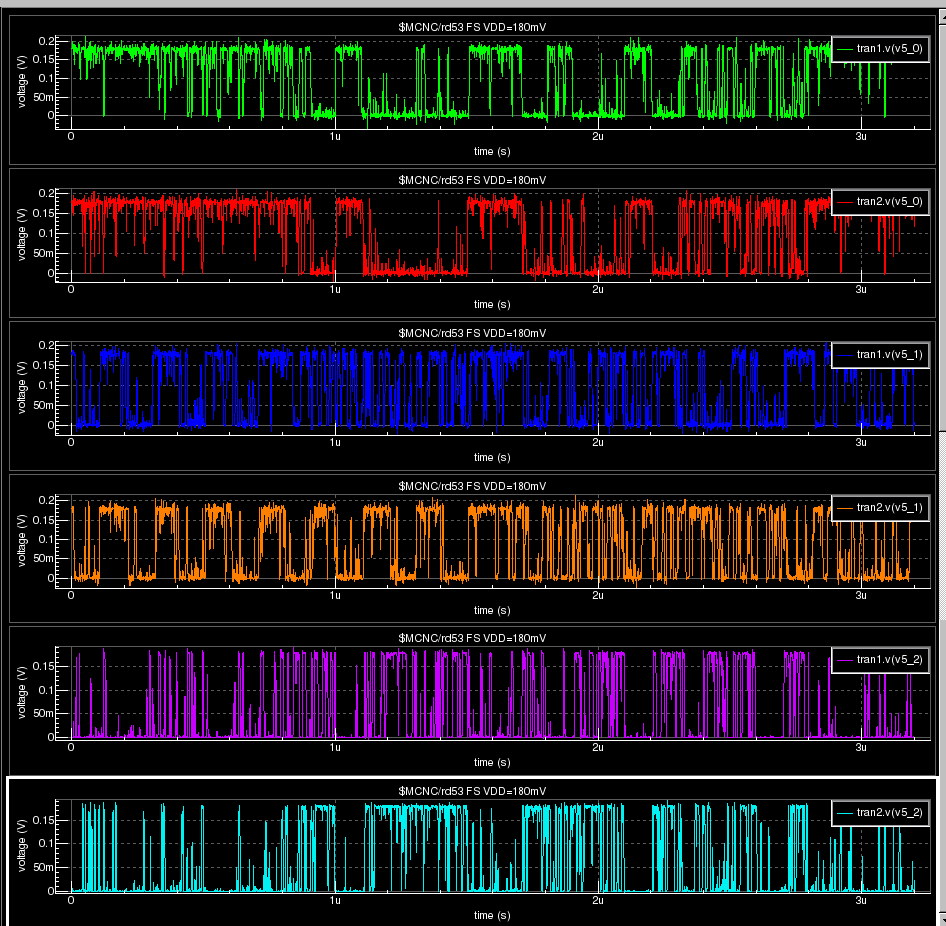 $MCNC/rd53 FS VDD=180mV
tran1.v(v5_0)
voltage (V)
0.2
0.15
0.1
50m
0
0 1u 2u 3u
time (s)
$MCNC/rd53 FS VDD=180mV
tran2.v(v5_0)
voltage (V)
0.2
0.15
0.1
50m
0
0 1u 2u 3u
time (s)
$MCNC/rd53 FS VDD=180mV
tran1.v(v5_1)
voltage (V)
0.2
0.15
0.1
50m
0
0 1u 2u 3u
time (s)
$MCNC/rd53 FS VDD=180mV
tran2.v(v5_1)
voltage (V)
0.2
0.15
0.1
50m
0
0 1u 2u 3u
time (s)
$MCNC/rd53 FS VDD=180mV
tran1.v(v5_2)
voltage (V)
0.15
0.1
50m
0
0 1u 2u 3u
time (s)
$MCNC/rd53 FS VDD=180mV
tran2.v(v5_2)
voltage (V)
0.15
0.1
50m
0
0 1u 2u 3u
time (s)